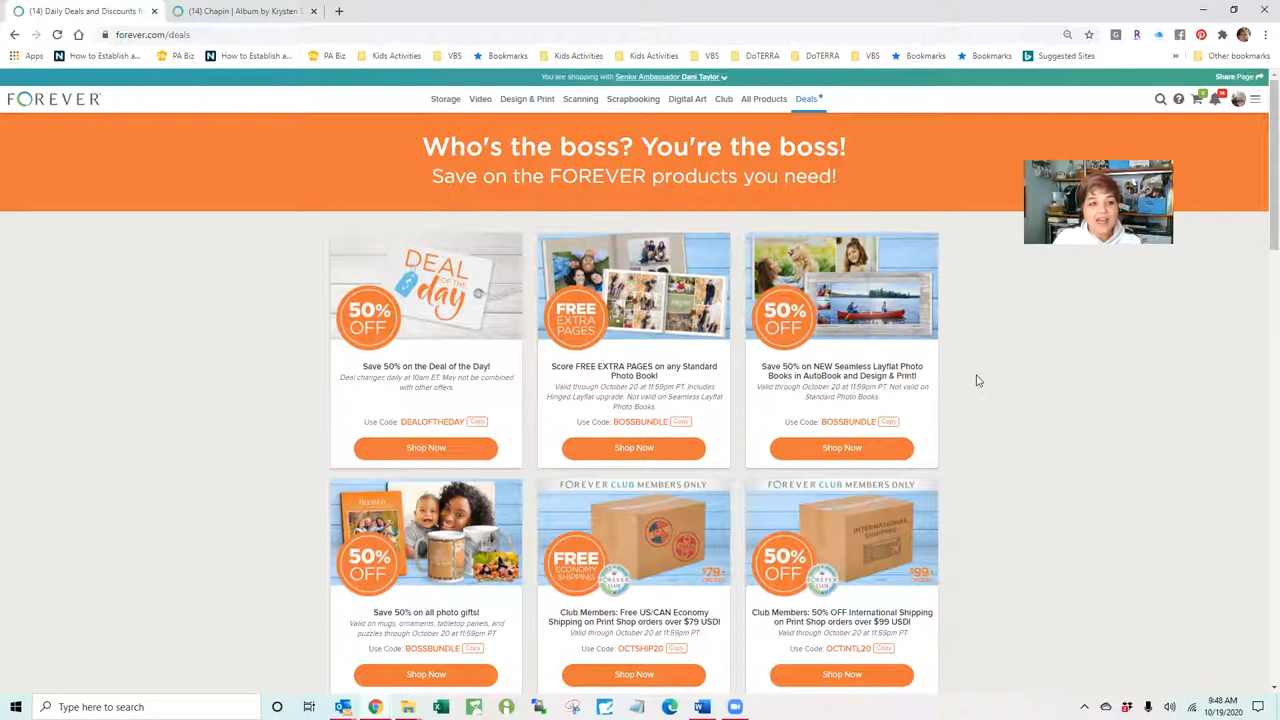 (14) Daily Deals and Discounts fo ×
(14) Chapin | Album by Krysten S ×
forever.com/deals
Apps
How to Establish a...
PA Biz
Kids Activities
VBS
Bookmarks
Kids Activities
How to Establish a...
PA Biz
Kids Activities
VBS
DoTERRA
DoTERRA
VBS
Bookmarks
Bookmarks
Suggested Sites
»
Other bookmarks
You are shopping with Senior Ambassador Dani Taylor
Share Page
FOREVER
Storage Video Design & Print Scanning Scrapbooking Digital Art Club All Products Deals*
Who's the boss? You're the boss!
Save on the FOREVER products you need!
DEAL
OF THE
day
50%
OFF
Save 50% on the Deal of the Day!
Deal changes daily at 10am ET. May not be combined
with other offers.
Use Code: DEALOFTHEDAY Copy
Shop Now
FREE
EXTRA
PAGES
Score FREE EXTRA PAGES on any Standard
Photo Book!
Valid through October 20 at 11:59pm PT. Includes
Hinged Layflat upgrade. Not valid on Seamless Layflat
Photo Books.
Use Code: BOSSBUNDLE Copy
Shop Now
50%
OFF
Save 50% on NEW Seamless Layflat Photo
Books in AutoBook and Design & Print!
Valid through October 20 at 11:59pm PT. Not valid on
Standard Photo Books.
Use Code: BOSSBUNDLE Copy
Shop Now
50%
OFF
Save 50% on all photo gifts!
Valid on mugs, ornaments, tabletop panels, and
puzzles through October 20 at 11:59pm PT
Use Code: BOSSBUNDLE Copy
Shop Now
FOREVER CLUB MEMBERS ONLY
FREE
ECONOMY
SHIPPING
FOREVER
CLUB
$79+
ORDERS
Club Members: Free US/CAN Economy
Shipping on Print Shop orders over $79 USD!
Valid through October 20 at 11:59pm PT
Use Code: OCTSHIP20 Copy
Shop Now
FOREVER CLUB MEMBERS ONLY
INTERNATIONAL
SHIPPING
50%
OFF
FOREVER
CLUB
$99+
ORDERS
Club Members: 50% OFF International Shipping
on Print Shop orders over $99 USD!
Valid through October 20 at 11:59pm PT
Use Code: OCTINTL20 Copy
Shop Now
Type here to search
9:48 AM
10/19/2020